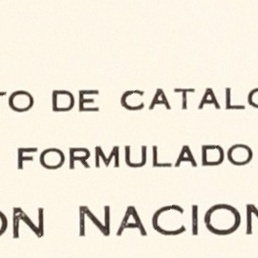 TO DE CATALO
FORMULADO
ON NACION